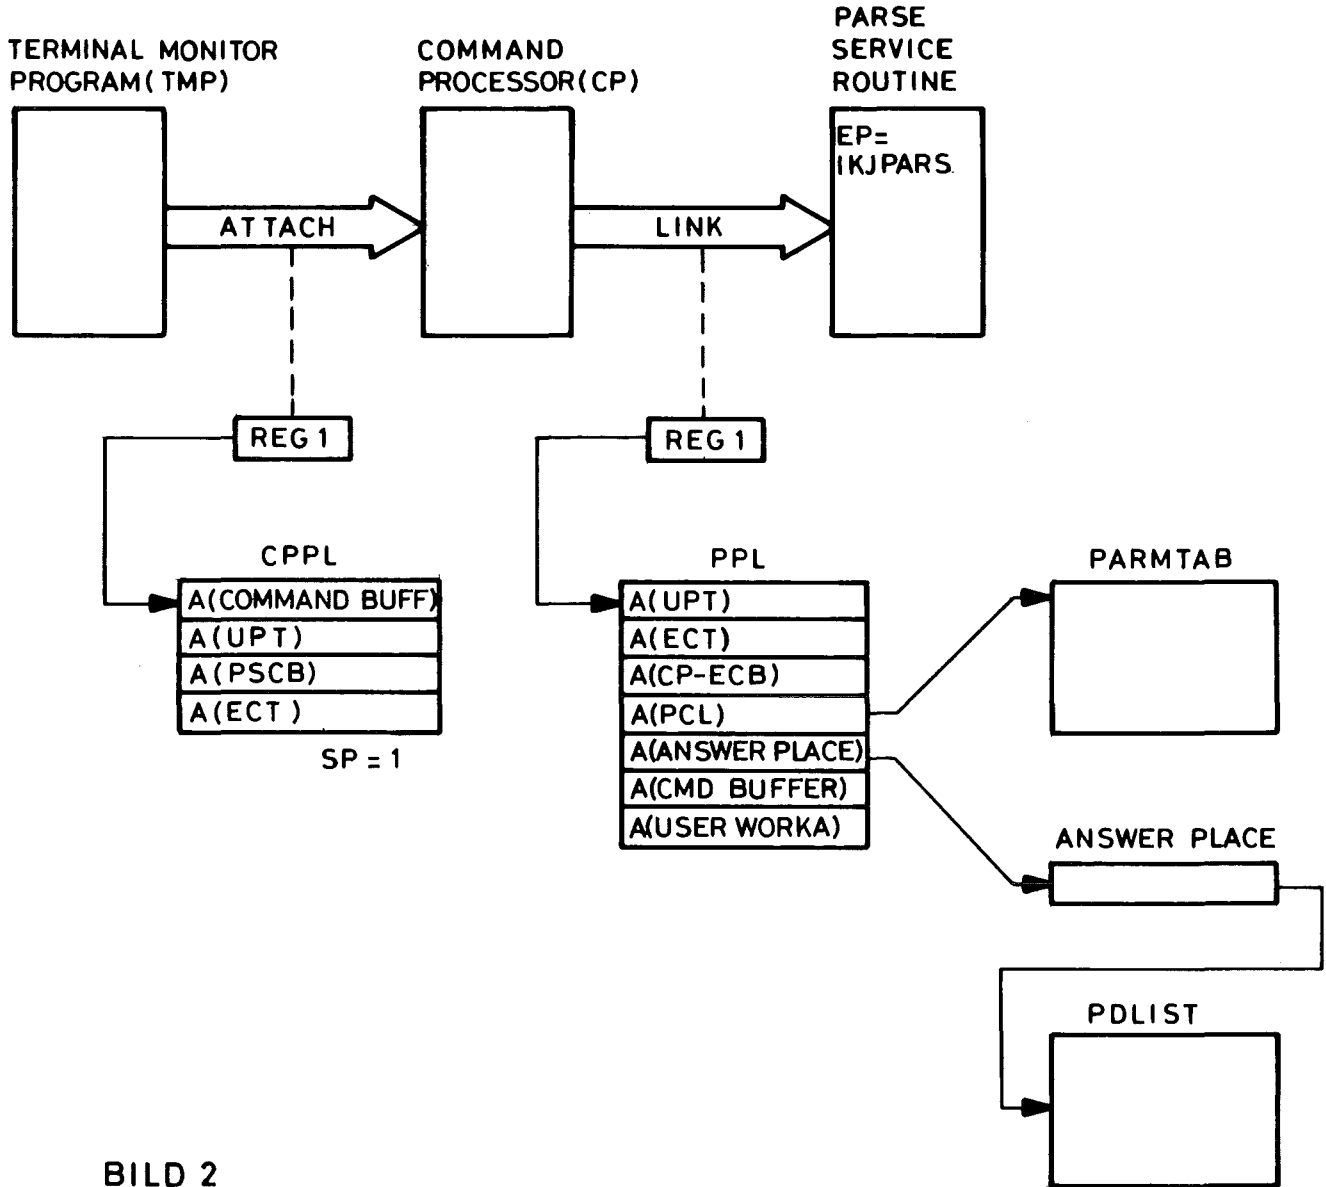 TERMINAL MONITOR
PROGRAM(TMP)
COMMAND
PROCESSOR(CP)
PARSE
SERVICE
ROUTINE
EP=
IKJPARS.
ATTACH
LINK
REG 1
REG 1
CPPL
A(COMMAND BUFF)
A(UPT)
A(PSCB)
A(ECT)
SP = 1
PPL
A(UPT)
A(ECT)
A(CP-ECB)
A(PCL)
A(ANSWER PLACE)
A(CMD BUFFER)
A(USER WORKA)
PARMTAB
ANSWER PLACE
PDLIST
BILD 2